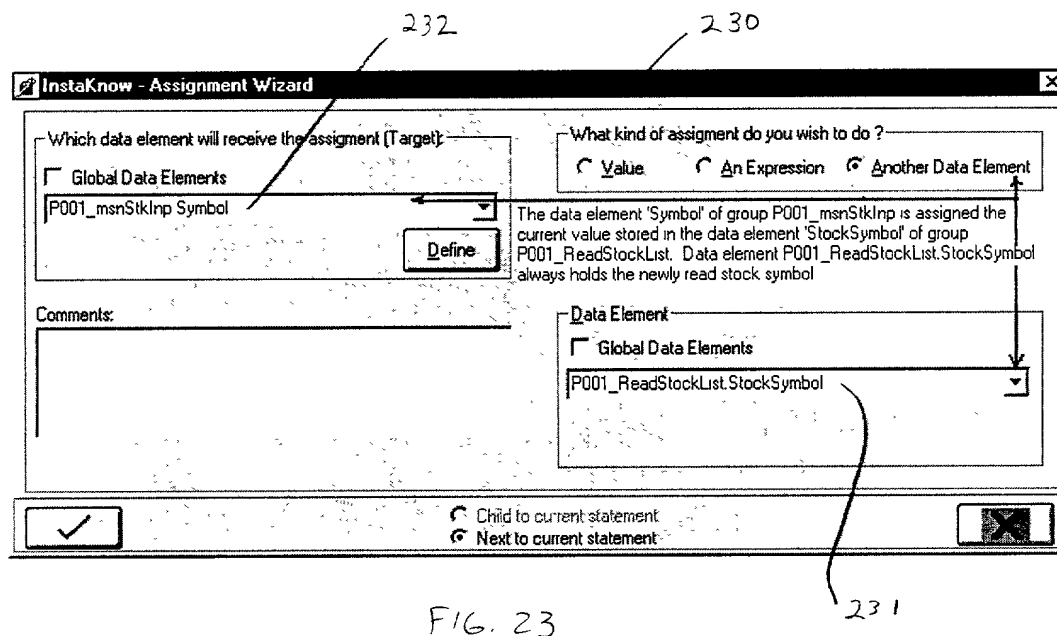 232
230
InstaKnow - Assignment Wizard
Which data element will receive the assigment (Target):
Global Data Elements
P001_msnStkInp Symbol
Define
What kind of assigment do you wish to do ?
Value
An Expression
Another Data Element
The data element 'Symbol' of group P001_msnStkInp is assigned the
current value stored in the data element 'StockSymbol' of group
P001_ReadStockList. Data element P001_ReadStockList.StockSymbol
always holds the newly read stock symbol
Comments:
Data Element
Global Data Elements
P001_ReadStockList.StockSymbol
Child to current statement
Next to current statement
231
FIG. 23